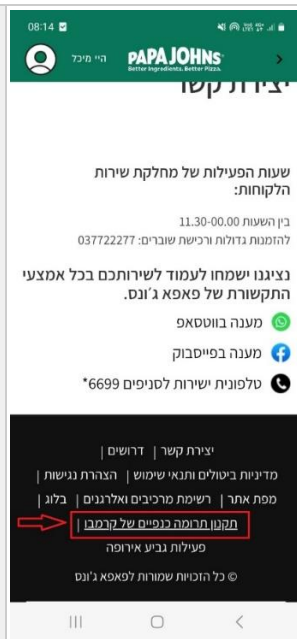 08:14
היי מיכל
PAPA JOHNS
Better Ingredients. Better Pizza.
יצירת קשר
שעות הפעילות של מחלקת שירות
הלקוחות:
בין השעות 11.30-00.00
להזמנות גדולות ורכישת שוברים: 037722277
נציגנו ישמחו לעמוד לשירותכם בכל אמצעי
התקשורת של פאפא ג'ונס.
מענה בווטסאפ
מענה בפייסבוק
טלפונית ישירות לסניפים 6699*
יצירת קשר | דרושים |
מדיניות ביטולים ותנאי שימוש | הצהרת נגישות |
מפת אתר | רשימת מרכיבים ואלרגנים | בלוג |
תקנון תרומה כנפיים של קרמבו |
פעילות גביע אירופה
© כל הזכויות שמורות לפאפא ג'ונס